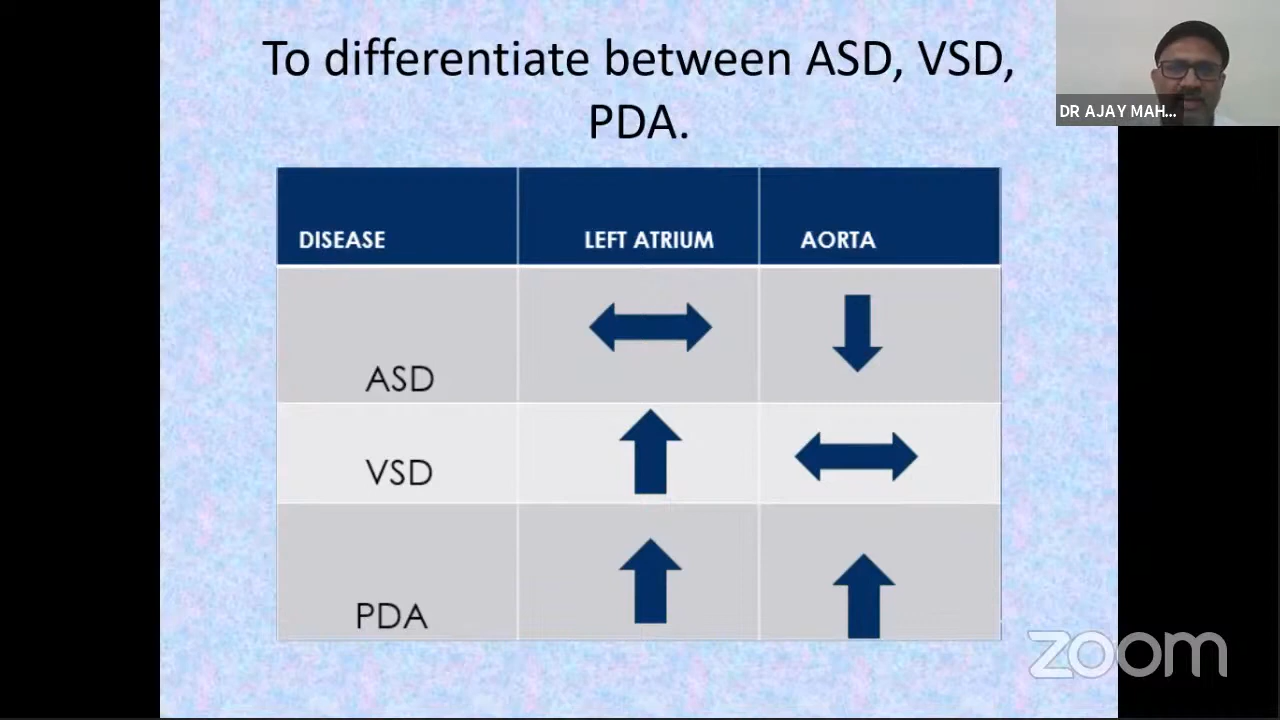 To differentiate between ASD, VSD,
PDA.
DR AJAY MAH...
DISEASE LEFT ATRIUM AORTA
ASD
VSD
PDA
zoom